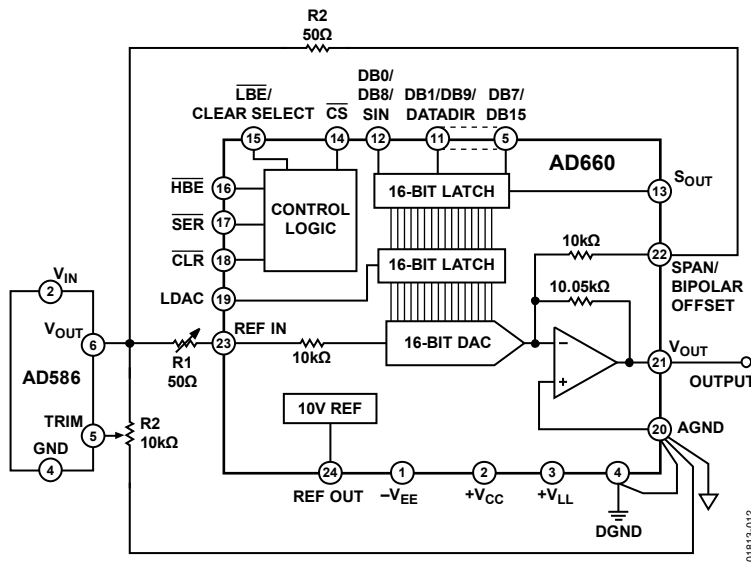 R2
50Ω
LBE/
CLEAR SELECT
CS
DB0/
DB8/
SIN
DB1/DB9/
DATADIR
DB7/
DB15
15
14
12
11
5
AD660
HBE
16
SER
17
CLR
18
LDAC
19
CONTROL
LOGIC
16-BIT LATCH
13
SOUT
16-BIT LATCH
10kΩ
22
SPAN/
BIPOLAR
OFFSET
10.05kΩ
2
VIN
VOUT
6
AD586
TRIM
5
GND
4
R1
50Ω
R2
10kΩ
23
REF IN
10kΩ
16-BIT DAC
−
+
21
VOUT
OUTPUT
10V REF
20
AGND
24
REF OUT
1
−VEE
2
+VCC
3
+VLL
4
DGND
01813-012